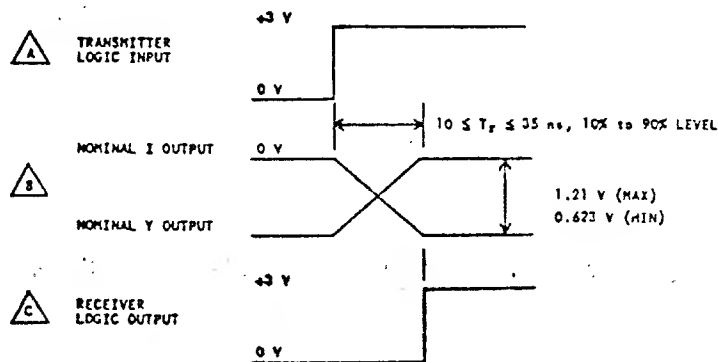 +3 V
A TRANSMITTER
LOGIC INPUT
0 V
10 ≤ Tr ≤ 35 ns, 10% to 90% LEVEL
NOMINAL I OUTPUT
0 V
B
1.21 V (MAX)
0.623 V (MIN)
NOMINAL Y OUTPUT
+3 V
C RECEIVER
LOGIC OUTPUT
0 V